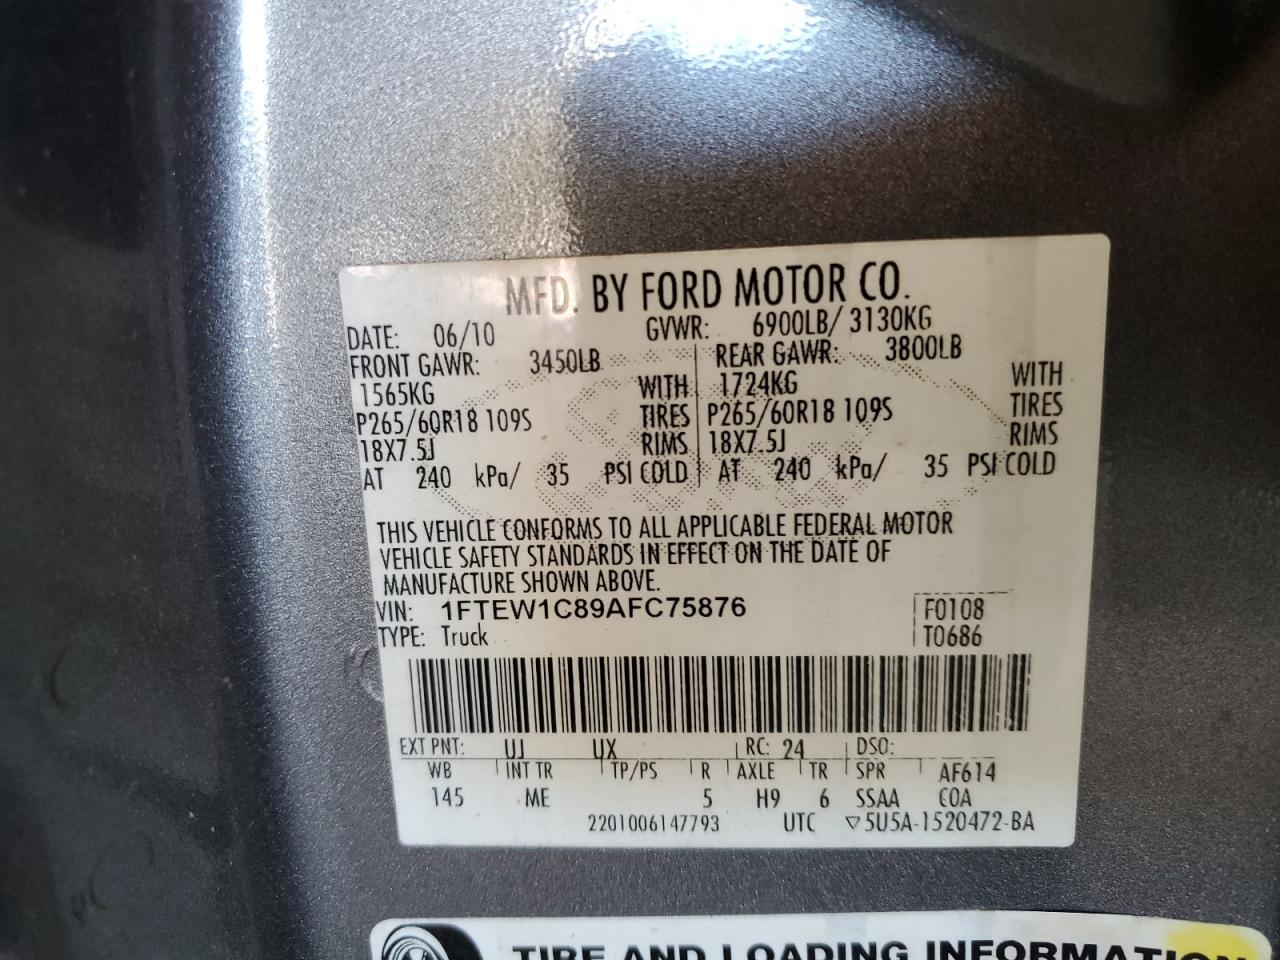 MFD. BY FORD MOTOR CO.
DATE: 06/10 GVWR: 6900LB/ 3130KG
FRONT GAWR: 3450LB REAR GAWR: 3800LB
1565KG WITH 1724KG WITH
P265/60R18 109S TIRES P265/60R18 109S TIRES
18X7.5J RIMS 18X7.5J RIMS
AT 240 kPa/ 35 PSI COLD AT 240 kPa/ 35 PSI COLD
THIS VEHICLE CONFORMS TO ALL APPLICABLE FEDERAL MOTOR
VEHICLE SAFETY STANDARDS IN EFFECT ON THE DATE OF
MANUFACTURE SHOWN ABOVE.
VIN: 1FTEW1C89AFC75876 F0108
TYPE: Truck T0686
EXT PNT: UJ UX RC: 24 DSO:
WB INT TR TP/PS R AXLE TR SPR AF614
145 ME 5 H9 6 SSAA COA
2201006147793 UTC ▽5U5A-1520472-BA
TIRE AND LOADING INFORMATION